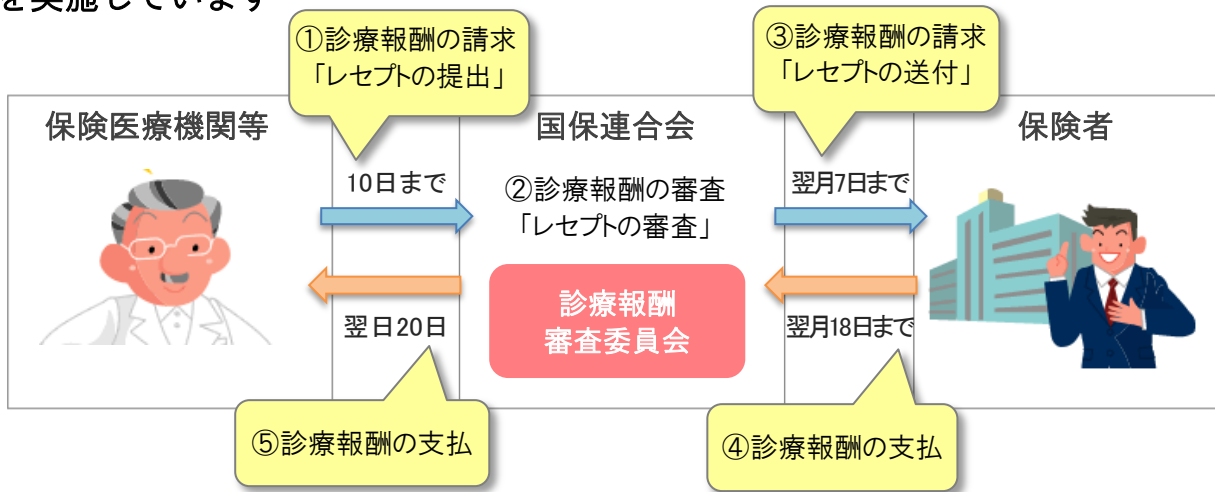 を実施しています
①診療報酬の請求
「レセプトの提出」
③診療報酬の請求
「レセプトの送付」
保険医療機関等
国保連合会
保険者
10日まで
②診療報酬の審査
「レセプトの審査」
翌月7日まで
診療報酬
審査委員会
翌日20日
翌月18日まで
⑤診療報酬の支払
④診療報酬の支払